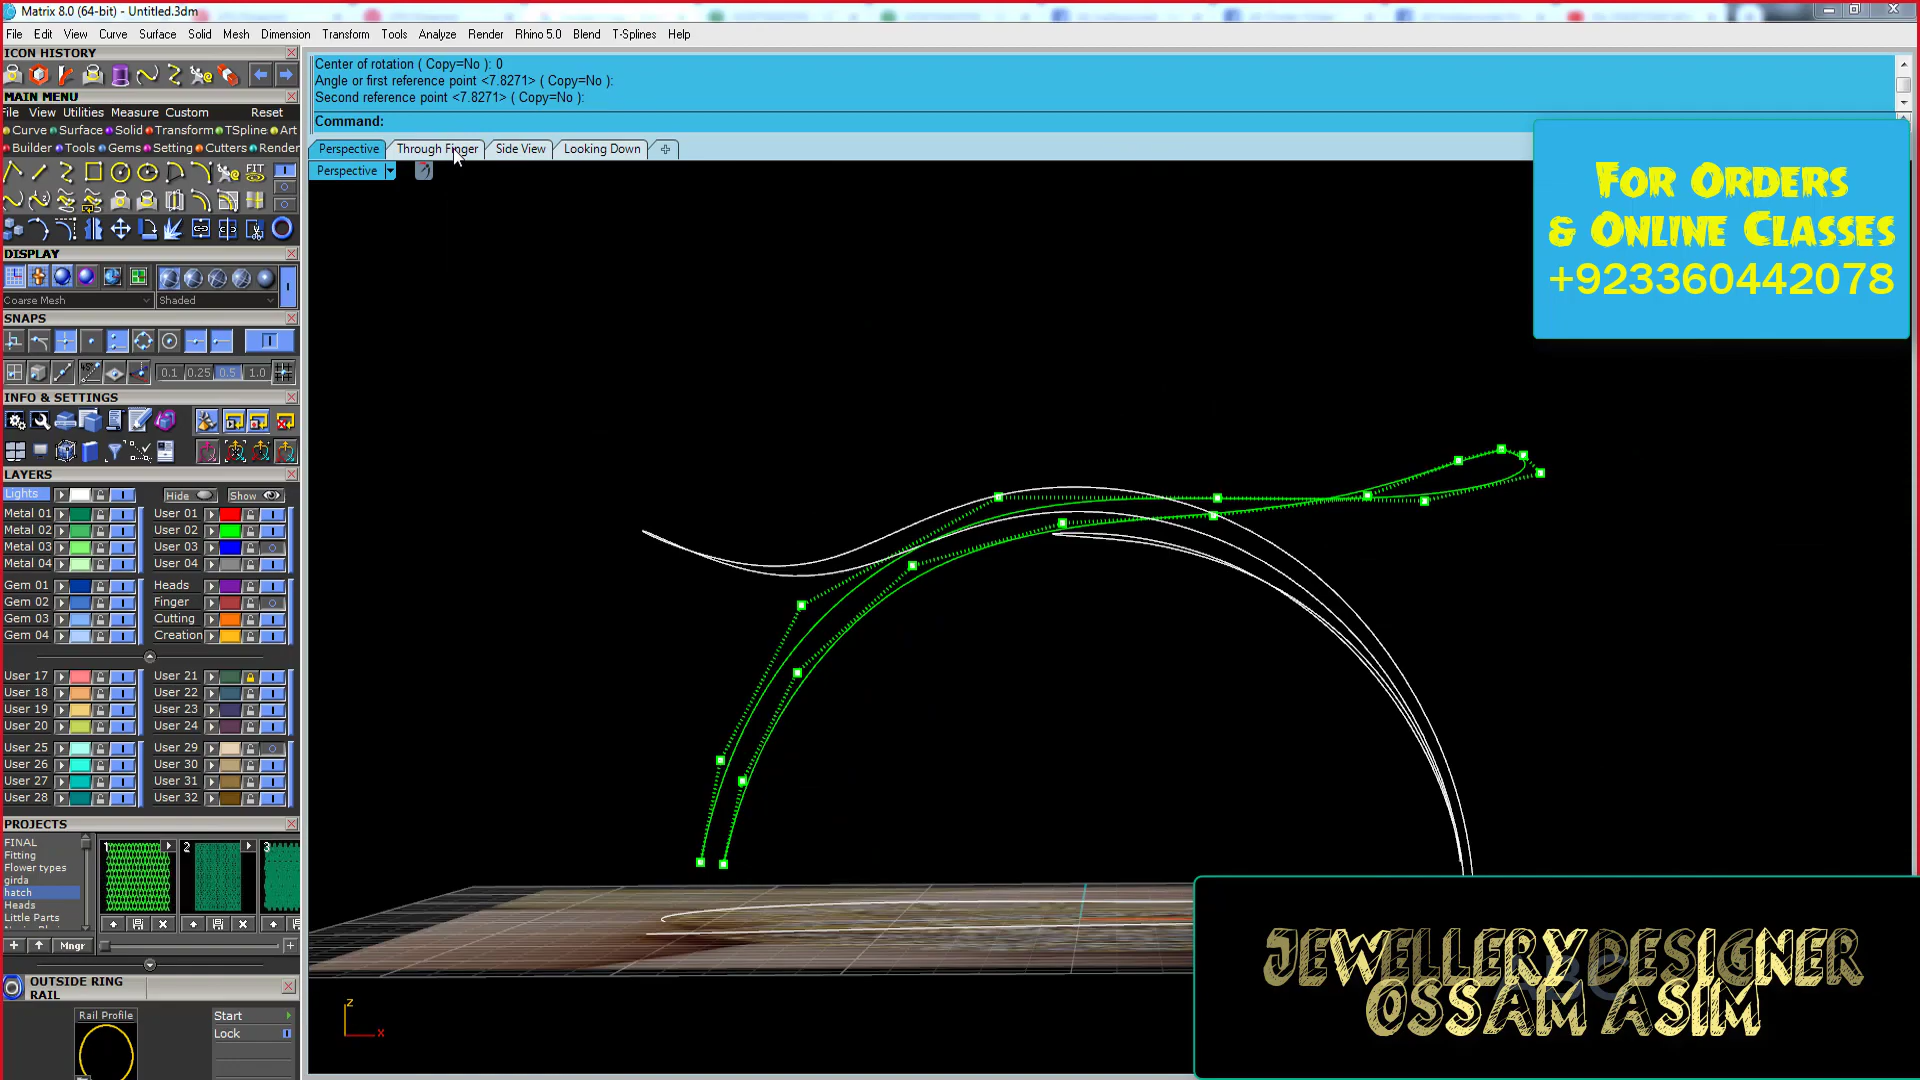 Matrix 8.0 (64-bit) - Untitled.3dm
File Edit View Curve Surface Solid Mesh Dimension Transform Tools Analyze Render Rhino 5.0 Blend T-Splines Help
ICON HISTORY
MAIN MENU
File View Utilities Measure Custom Reset
Curve Surface Solid Transform TSpline Art
Builder Tools Gems Setting Cutters Render
FIT
DISPLAY
Coarse Mesh Shaded
SNAPS
0.1 0.25 0.5 1.0
INFO & SETTINGS
LAYERS
Lights Hide Show
Metal 01 User 01
Metal 02 User 02
Metal 03 User 03
Metal 04 User 04
Gem 01 Heads
Gem 02 Finger
Gem 03 Cutting
Gem 04 Creation
User 17 User 21
User 18 User 22
User 19 User 23
User 20 User 24
User 25 User 29
User 26 User 30
User 27 User 31
User 28 User 32
PROJECTS
FINAL
Fitting
Flower types
girda
hatch
Heads
Little Parts
1 2 3
Mngr
OUTSIDE RING
RAIL
Rail Profile
Start
Lock
Center of rotation ( Copy=No ): 0
Angle or first reference point <7.8271> ( Copy=No ):
Second reference point <7.8271> ( Copy=No ):
Command:
Perspective Through Finger Side View Looking Down
Perspective
z
x
For Orders
& Online Classes
+923360442078
JEWELLERY DESIGNER
OSSAM ASIM